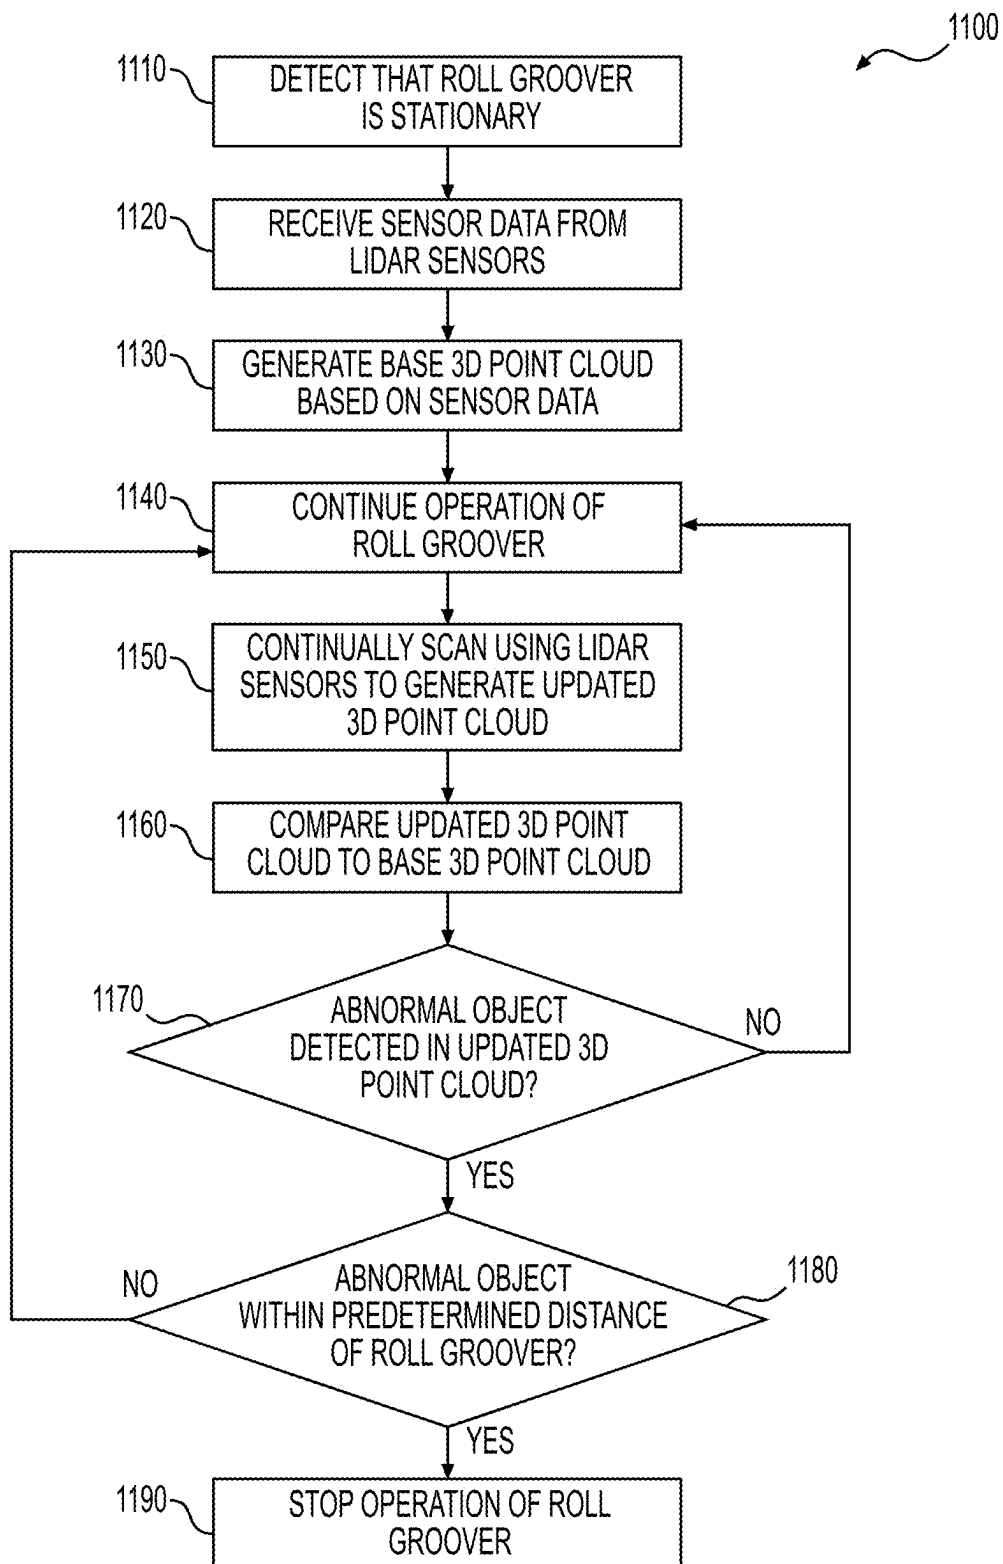 1100
1110
DETECT THAT ROLL GROOVER
IS STATIONARY
1120
RECEIVE SENSOR DATA FROM
LIDAR SENSORS
1130
GENERATE BASE 3D POINT CLOUD
BASED ON SENSOR DATA
1140
CONTINUE OPERATION OF
ROLL GROOVER
1150
CONTINUALLY SCAN USING LIDAR
SENSORS TO GENERATE UPDATED
3D POINT CLOUD
1160
COMPARE UPDATED 3D POINT
CLOUD TO BASE 3D POINT CLOUD
1170
ABNORMAL OBJECT
DETECTED IN UPDATED 3D
POINT CLOUD?
NO
YES
1180
ABNORMAL OBJECT
WITHIN PREDETERMINED DISTANCE
OF ROLL GROOVER?
NO
YES
1190
STOP OPERATION OF ROLL
GROOVER